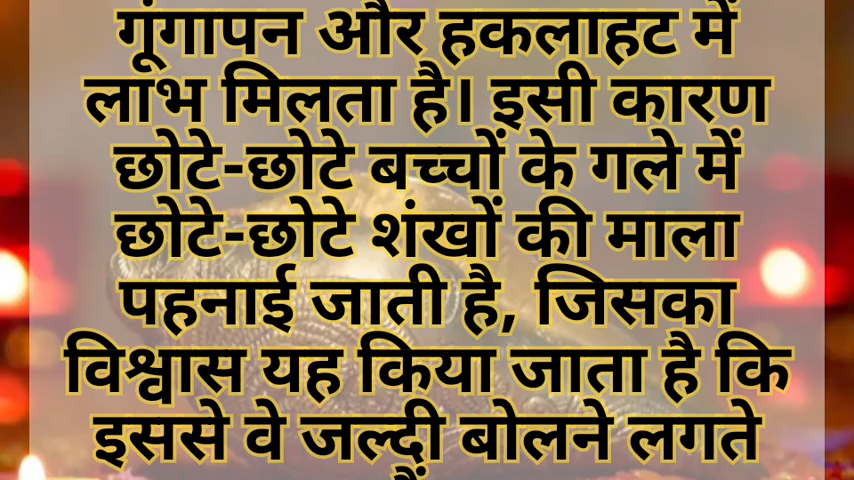 गूंगापन और हकलाहट में
लाभ मिलता है। इसी कारण
छोटे-छोटे बच्चों के गले में
छोटे-छोटे शंखों की माला
पहनाई जाती है, जिसका
विश्वास यह किया जाता है कि
इससे वे जल्दी बोलने लगते